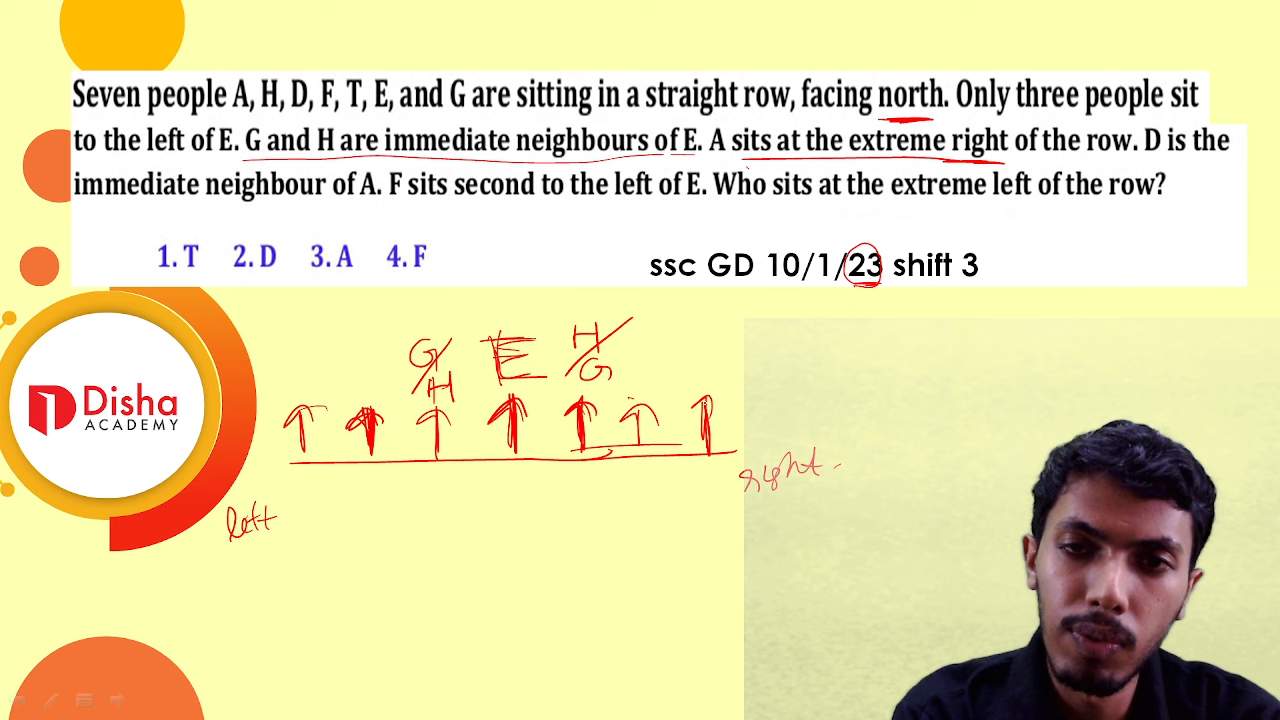 Seven people A, H, D, F, T, E, and G are sitting in a straight row, facing north. Only three people sit
to the left of E. G and H are immediate neighbours of E. A sits at the extreme right of the row. D is the
immediate neighbour of A. F sits second to the left of E. Who sits at the extreme left of the row?
1. T 2. D 3. A 4. F
ssc GD 10/1/23 shift 3
G/H E H/G
Disha
ACADEMY
right
left